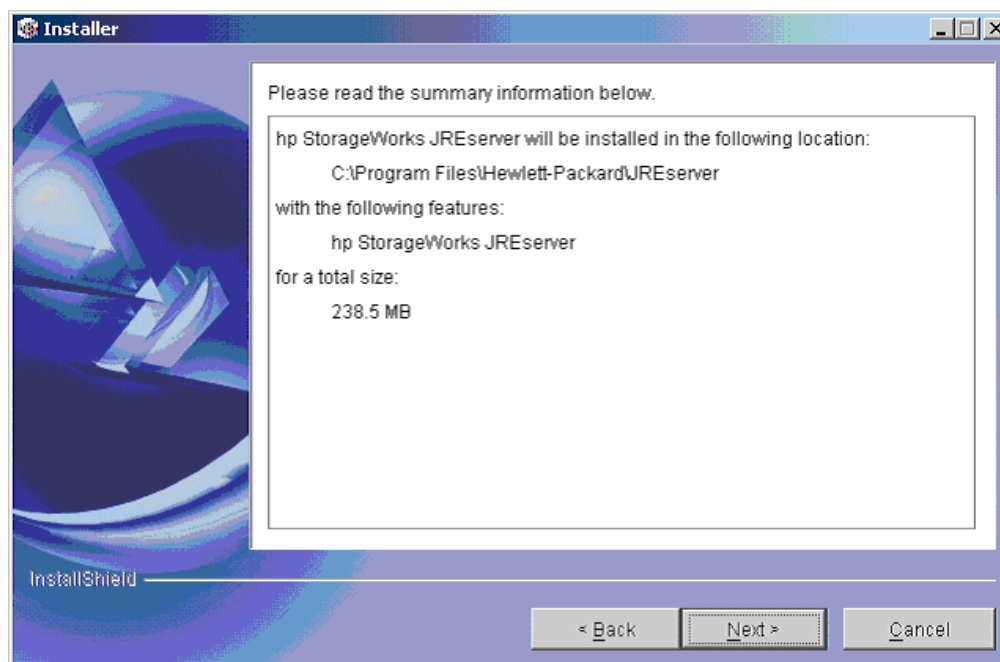 Installer
Please read the summary information below.
hp StorageWorks JREserver will be installed in the following location:
C:\Program Files\Hewlett-Packard\JREserver
with the following features:
hp StorageWorks JREserver
for a total size:
238.5 MB
InstallShield
< Back
Next >
Cancel